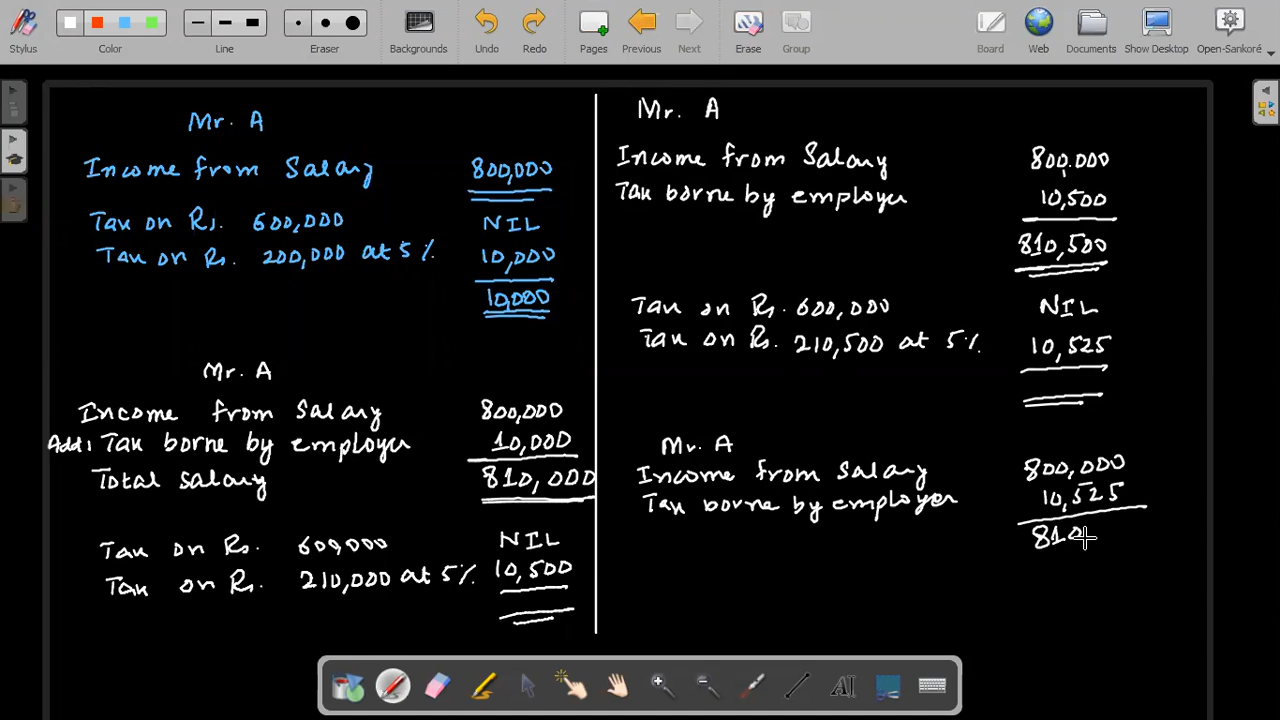 Stylus
Color
Line
Eraser
Backgrounds
Undo
Redo
Pages
Previous
Next
Erase
Group
Board
Web
Documents
Show Desktop
Open-Sankoré
Mr. A
Income from Salary 800,000
Tax on Rs. 600,000 NIL
Tax on Rs. 200,000 at 5% 10,000
10,000
Mr. A
Income from Salary 800,000
Add: Tax borne by employer 10,000
Total salary 810,000
Tax on Rs. 600,000 NIL
Tax on Rs. 210,000 at 5% 10,500
Mr. A
Income from Salary 800,000
Tax borne by employer 10,500
810,500
Tax on Rs. 600,000 NIL
Tax on Rs. 210,500 at 5% 10,525
Mr. A
Income from Salary 800,000
Tax borne by employer 10,525
810
AI